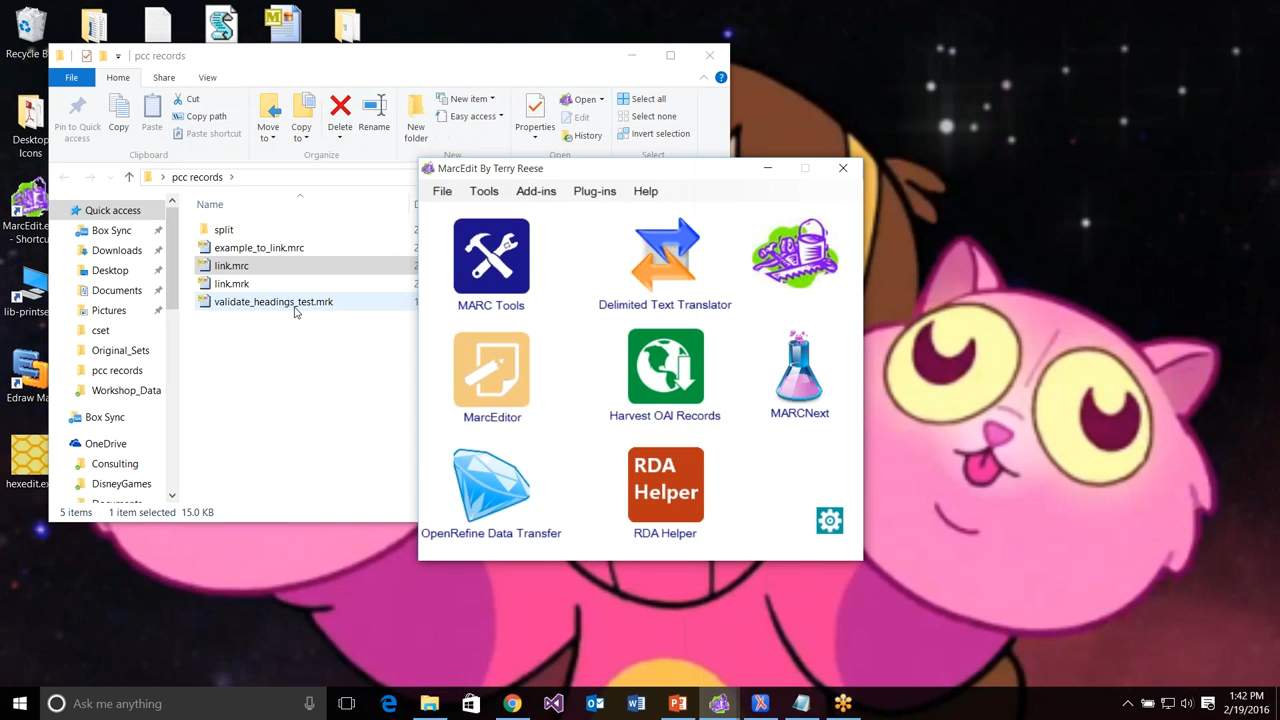 Recycle B
Desktop
Icons
MarcEdit.e
- Shortcu
lib-printse
Edraw Ma
hexedit.ex
pcc records
File Home Share View
Pin to Quick access
Copy
Paste
Cut
Copy path
Paste shortcut
Clipboard
Move to
Copy to
Delete
Rename
Organize
New folder
New item
Easy access
New
Properties
Open
Edit
History
Open
Select all
Select none
Invert selection
Select
pcc records
Quick access
Box Sync
Downloads
Desktop
Documents
Pictures
cset
Original_Sets
pcc records
Workshop_Data
Box Sync
OneDrive
Consulting
DisneyGames
Documents
Name
split
example_to_link.mrc
link.mrc
link.mrk
validate_headings_test.mrk
5 items 1 item selected 15.0 KB
MarcEdit By Terry Reese
File Tools Add-ins Plug-ins Help
MARC Tools
Delimited Text Translator
MarcEditor
Harvest OAI Records
MARCNext
OpenRefine Data Transfer
RDA
Helper
RDA Helper
Ask me anything
1:42 PM
2/19/2016